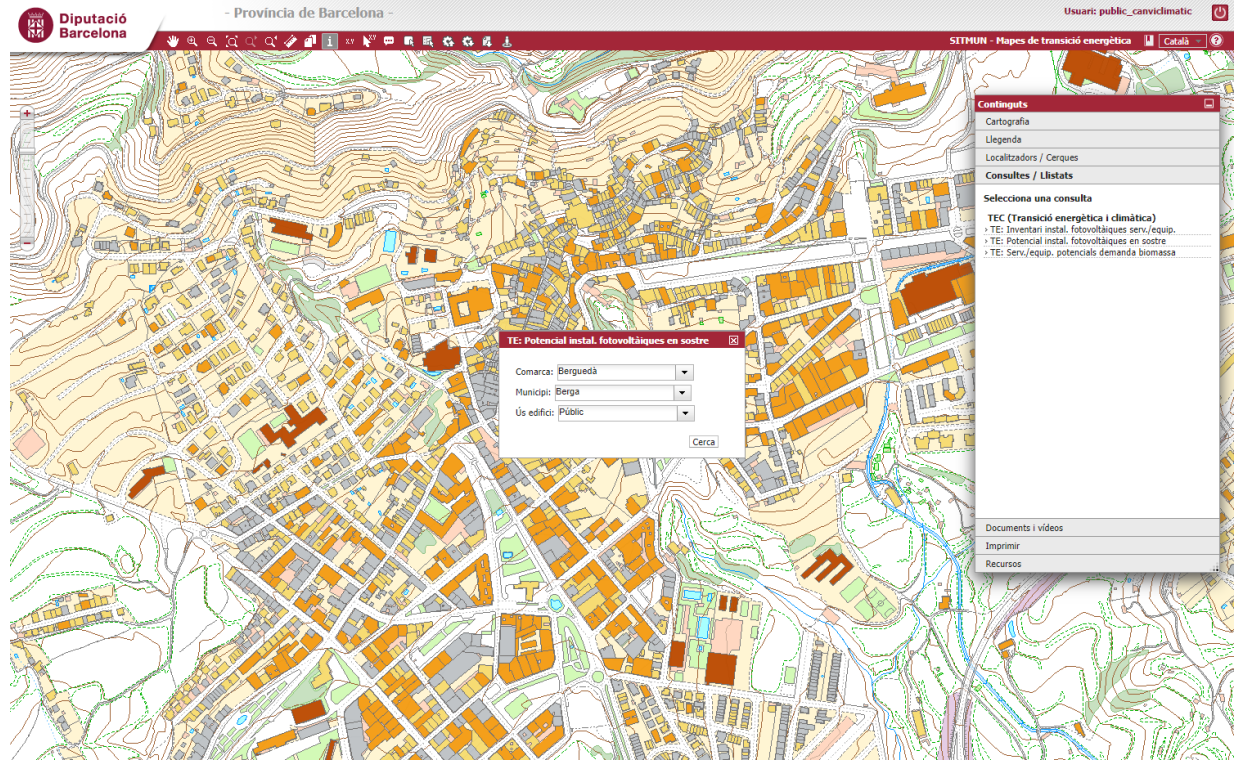 Diputació
Barcelona
- Província de Barcelona -
Usuari: public_canviclimatic
SITMUN - Mapes de transició energètica
Català
Continguts
Cartografia
Llegenda
Localitzadors / Cerques
Consultes / Llistats
Selecciona una consulta
TEC (Transició energètica i climàtica)
› TE: Inventari instal. fotovoltàiques serv./equip.
› TE: Potencial instal. fotovoltàiques en sostre
› TE: Serv./equip. potencials demanda biomassa
TE: Potencial instal. fotovoltàiques en sostre
Comarca: Berguedà
Municipi: Berga
Ús edifici: Públic
Cerca
Documents i vídeos
Imprimir
Recursos